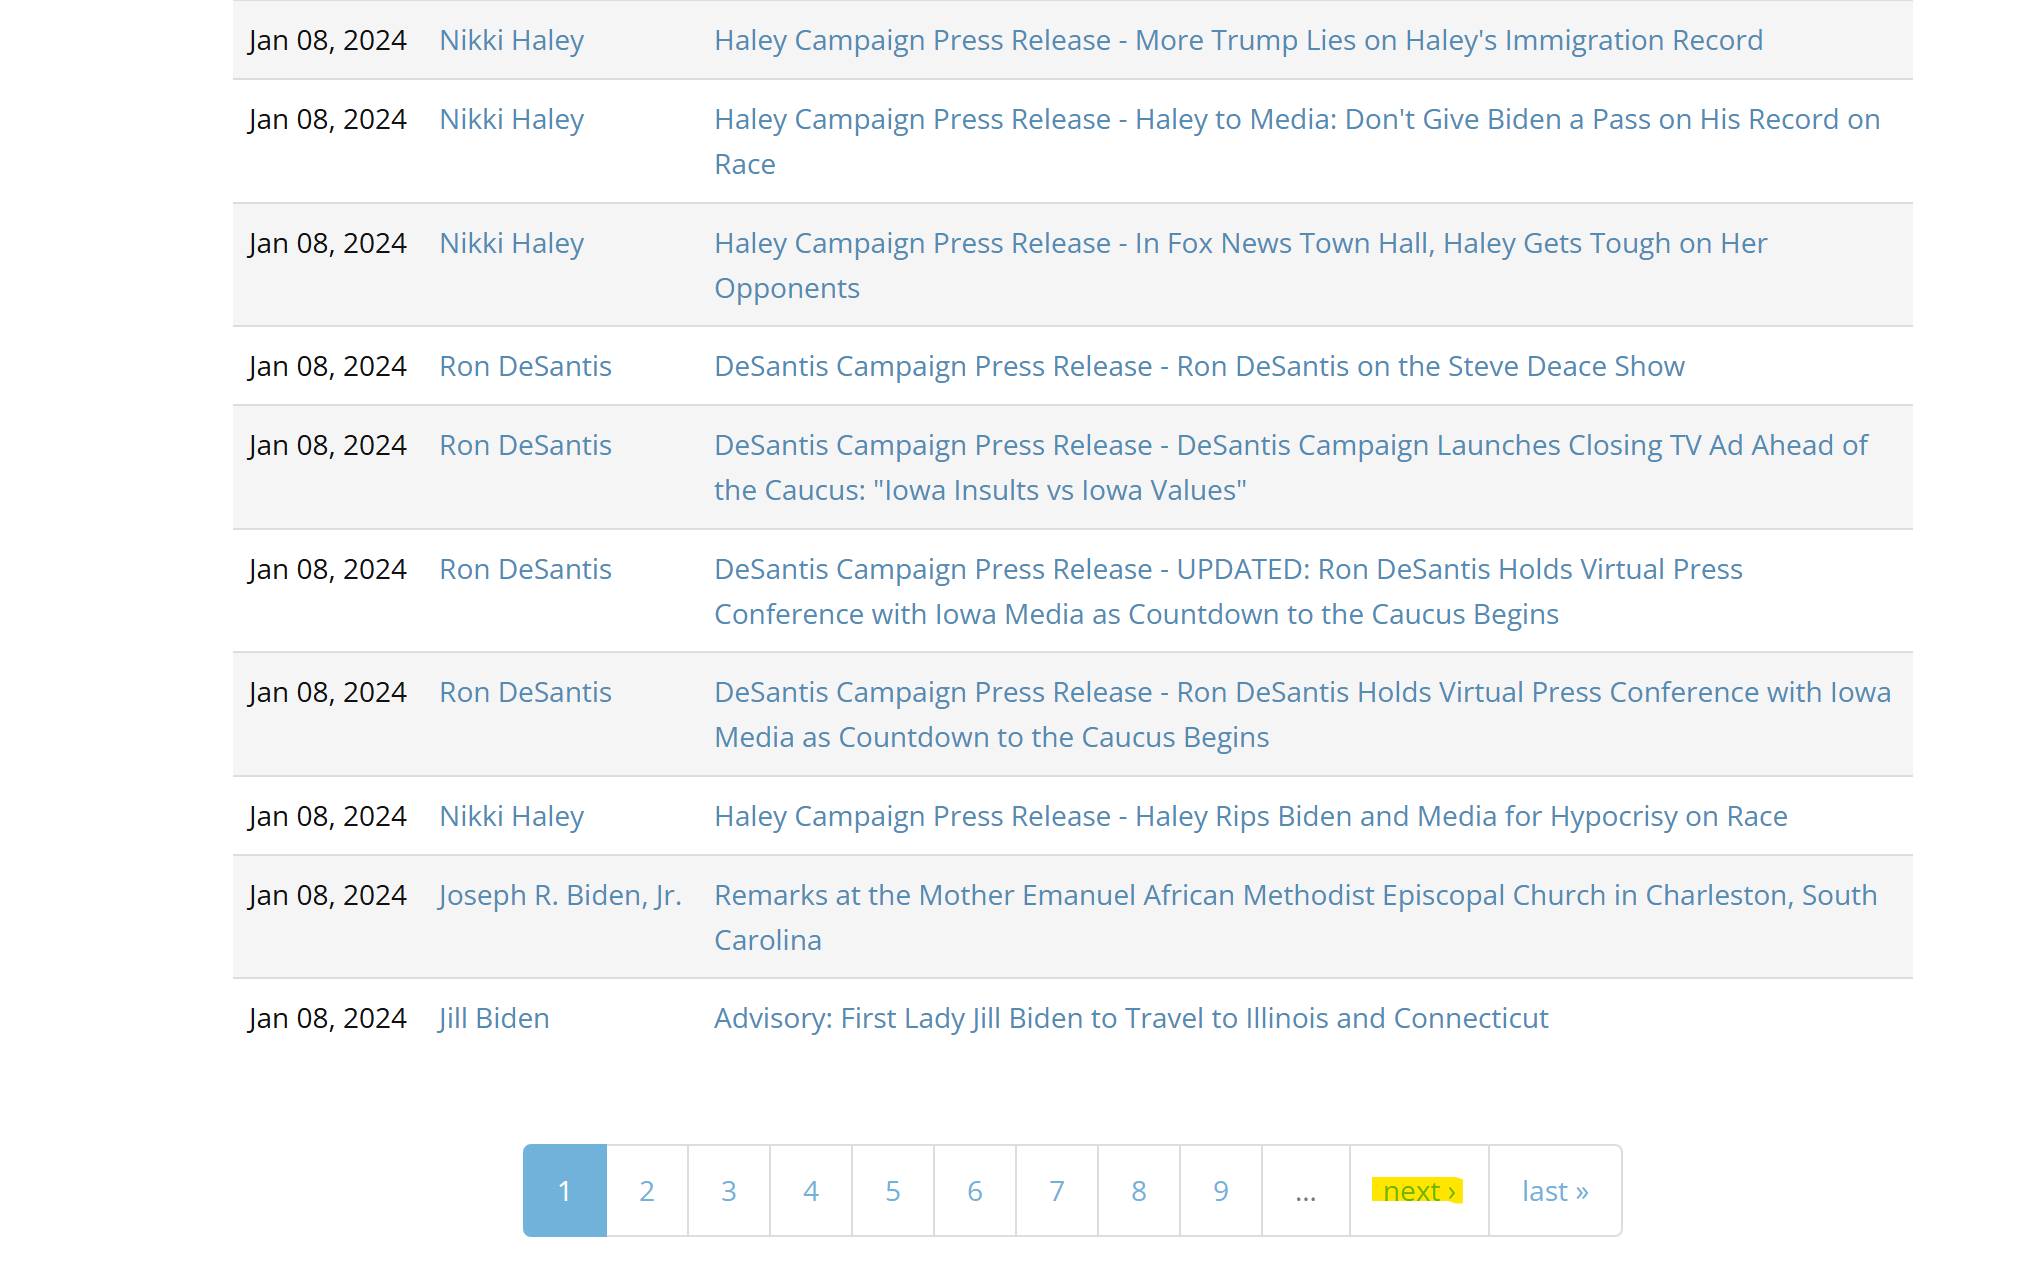 Jan 08, 2024 Nikki Haley Haley Campaign Press Release - More Trump Lies on Haley's Immigration Record
Jan 08, 2024 Nikki Haley Haley Campaign Press Release - Haley to Media: Don't Give Biden a Pass on His Record on
Race
Jan 08, 2024 Nikki Haley Haley Campaign Press Release - In Fox News Town Hall, Haley Gets Tough on Her
Opponents
Jan 08, 2024 Ron DeSantis DeSantis Campaign Press Release - Ron DeSantis on the Steve Deace Show
Jan 08, 2024 Ron DeSantis DeSantis Campaign Press Release - DeSantis Campaign Launches Closing TV Ad Ahead of
the Caucus: "Iowa Insults vs Iowa Values"
Jan 08, 2024 Ron DeSantis DeSantis Campaign Press Release - UPDATED: Ron DeSantis Holds Virtual Press
Conference with Iowa Media as Countdown to the Caucus Begins
Jan 08, 2024 Ron DeSantis DeSantis Campaign Press Release - Ron DeSantis Holds Virtual Press Conference with Iowa
Media as Countdown to the Caucus Begins
Jan 08, 2024 Nikki Haley Haley Campaign Press Release - Haley Rips Biden and Media for Hypocrisy on Race
Jan 08, 2024 Joseph R. Biden, Jr. Remarks at the Mother Emanuel African Methodist Episcopal Church in Charleston, South
Carolina
Jan 08, 2024 Jill Biden Advisory: First Lady Jill Biden to Travel to Illinois and Connecticut
1 2 3 4 5 6 7 8 9 ... next › last »